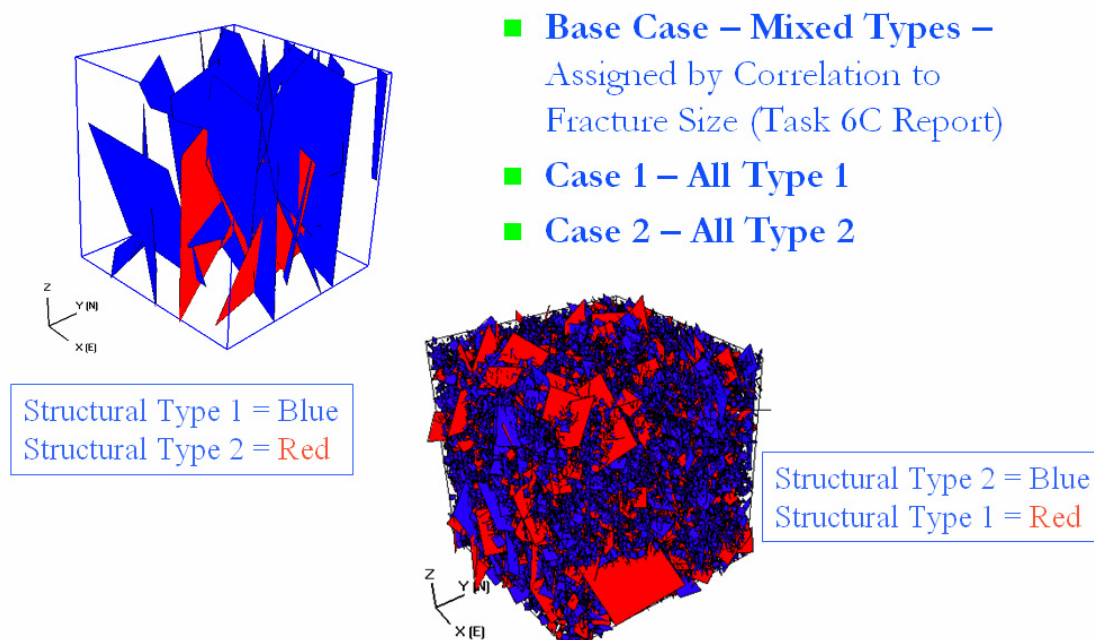 Base Case – Mixed Types –
Assigned by Correlation to
Fracture Size (Task 6C Report)
Case 1 – All Type 1
Case 2 – All Type 2
Z
Y (N)
X (E)
Structural Type 1 = Blue
Structural Type 2 = Red
Structural Type 2 = Blue
Structural Type 1 = Red
Z
Y (N)
X (E)